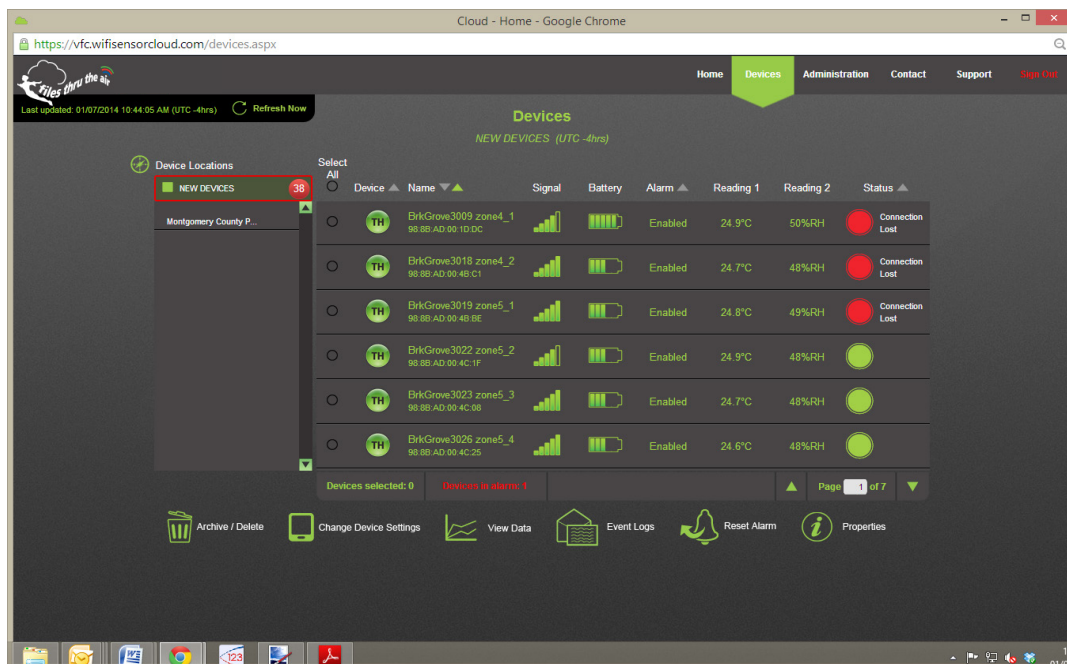 Cloud - Home - Google Chrome
https://vfc.wifisensorcloud.com/devices.aspx
files thru the air
Home Devices Administration Contact Support Sign Out
Last updated: 01/07/2014 10:44:05 AM (UTC -4hrs) Refresh Now
Devices
NEW DEVICES (UTC -4hrs)
Device Locations
NEW DEVICES 38
Montgomery County P...
Select All Device Name Signal Battery Alarm Reading 1 Reading 2 Status
TH BrkGrove3009 zone4_1 Enabled 24.9°C 50%RH Connection Lost
98:8B:AD:00:1D:DC
TH BrkGrove3018 zone4_2 Enabled 24.7°C 48%RH Connection Lost
98:8B:AD:00:4B:C1
TH BrkGrove3019 zone5_1 Enabled 24.8°C 49%RH Connection Lost
98:8B:AD:00:4B:BE
TH BrkGrove3022 zone5_2 Enabled 24.9°C 48%RH
98:8B:AD:00:4C:1F
TH BrkGrove3023 zone5_3 Enabled 24.7°C 48%RH
98:8B:AD:00:4C:08
TH BrkGrove3026 zone5_4 Enabled 24.6°C 48%RH
98:8B:AD:00:4C:25
Devices selected: 0 Devices in alarm: 1 Page 1 of 7
Archive / Delete Change Device Settings View Data Event Logs Reset Alarm Properties
123